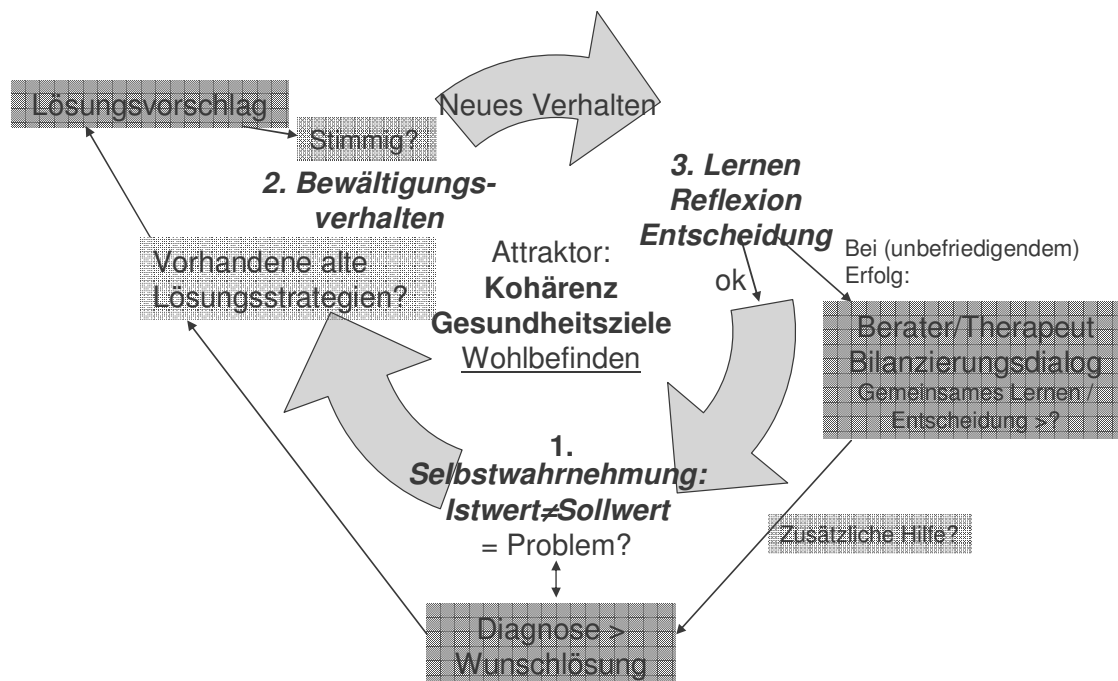 Neues Verhalten
Lösungsvorschlag
Stimmig?
2. Bewältigungs-
verhalten
Vorhandene alte
Lösungsstrategien?
3. Lernen
Reflexion
Entscheidung
ok
Bei (unbefriedigendem)
Erfolg:
Attraktor:
Kohärenz
Gesundheitsziele
Wohlbefinden
Berater/Therapeut
Bilanzierungsdialog
Gemeinsames Lernen /
Entscheidung >?
1.
Selbstwahrnehmung:
Istwert≠Sollwert
= Problem?
Zusätzliche Hilfe?
Diagnose >
Wunschlösung